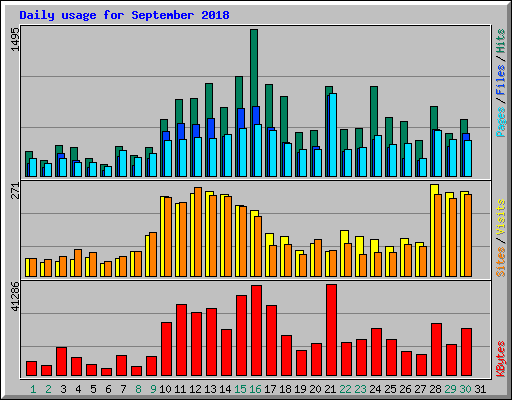 Daily usage for September 2018
1495
Pages/Files/Hits
271
Sites/Visits
41286
KBytes
1 2 3 4 5 6 7 8 9 10 11 12 13 14 15 16 17 18 19 20 21 22 23 24 25 26 27 28 29 30 31